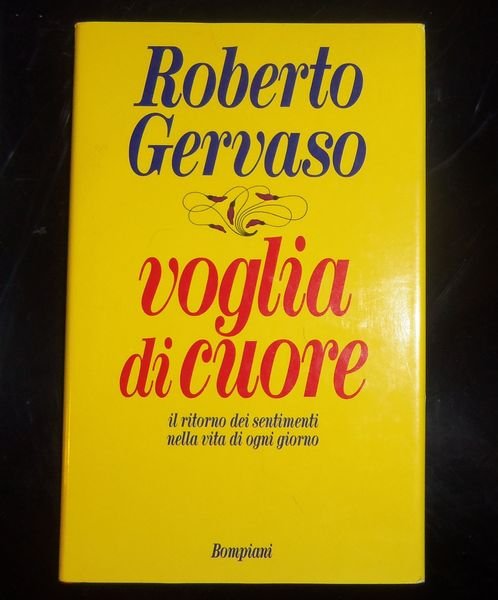 Roberto
Gervaso
voglia
di cuore
il ritorno dei sentimenti
nella vita di ogni giorno
Bompiani